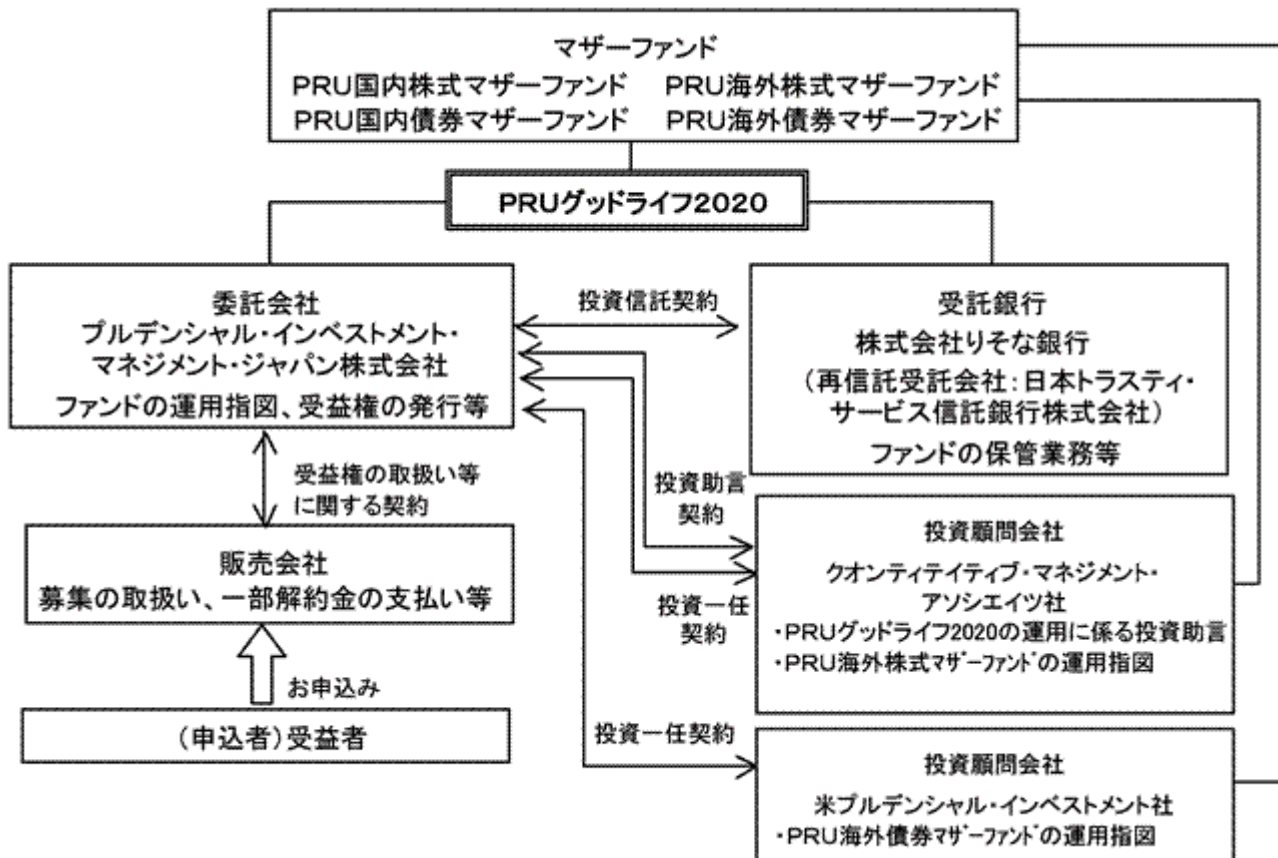 マザーファンド
PRU国内株式マザーファンド PRU海外株式マザーファンド
PRU国内債券マザーファンド PRU海外債券マザーファンド
PRUグッドライフ2020
委託会社
プルデンシャル・インベストメント・
マネジメント・ジャパン株式会社
ファンドの運用指図、受益権の発行等
投資信託契約
受託銀行
株式会社りそな銀行
(再信託受託会社:日本トラスティ・
サービス信託銀行株式会社)
ファンドの保管業務等
受益権の取扱い等
に関する契約
投資助言
契約
販売会社
募集の取扱い、一部解約金の支払い等
投資一任
契約
投資顧問会社
クオンティテイティブ・マネジメント・
アソシエイツ社
・PRUグッドライフ2020の運用に係る投資助言
・PRU海外株式マザーファンドの運用指図
お申込み
(申込者)受益者
投資一任契約
投資顧問会社
米プルデンシャル・インベストメント社
・PRU海外債券マザーファンドの運用指図